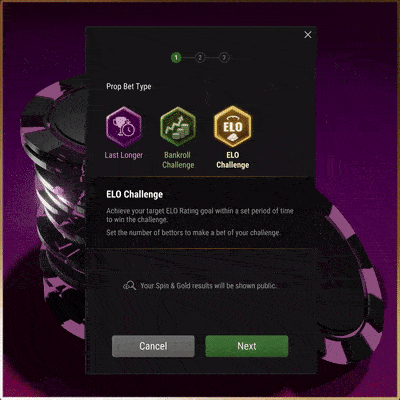 1 2 3
Prop Bet Type
ELO
Last Longer
Bankroll Challenge
ELO Challenge
ELO Challenge
Achieve your target ELO Rating goal within a set period of time
to win the challenge.
Set the number of bettors to make a bet of your challenge.
Your Spin & Gold results will be shown public.
Cancel
Next